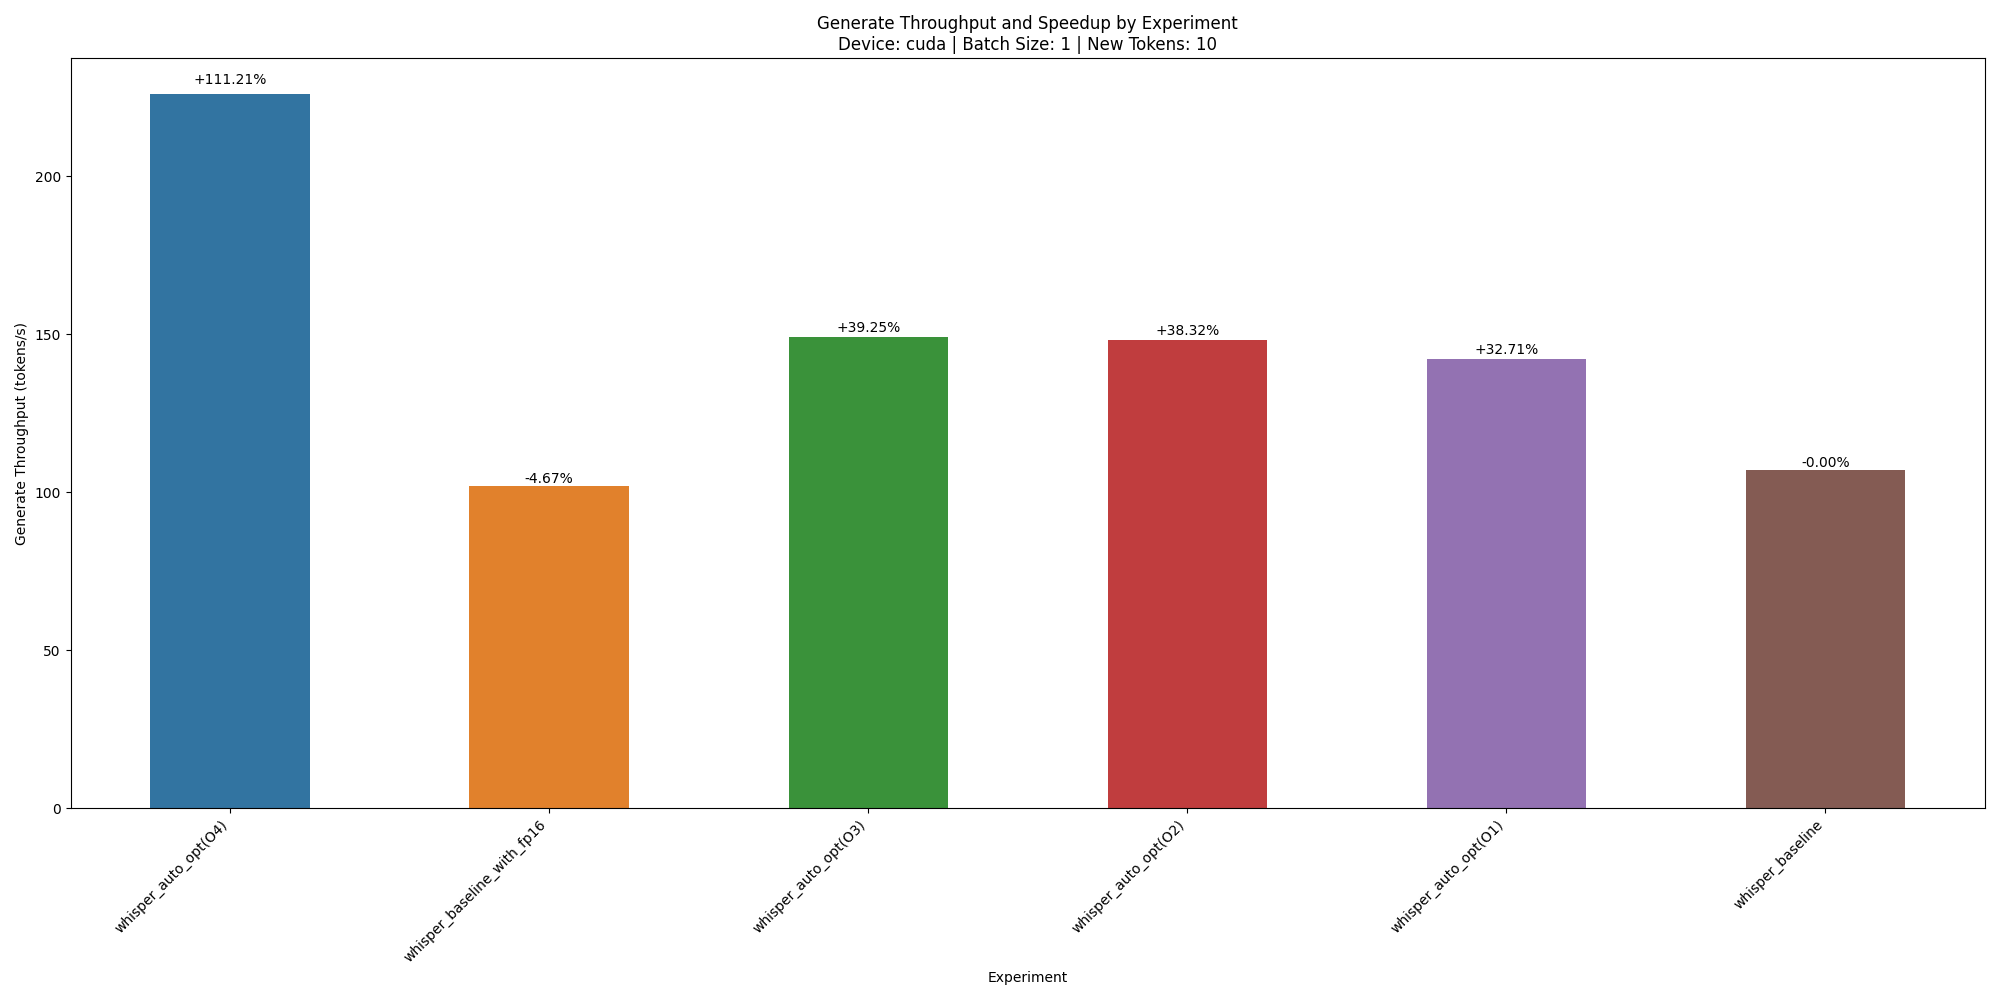 Generate Throughput and Speedup by Experiment
Device: cuda | Batch Size: 1 | New Tokens: 10
Generate Throughput (tokens/s)
200
150
100
50
0
+111.21%
-4.67%
+39.25%
+38.32%
+32.71%
-0.00%
whisper_auto_opt(O4)
whisper_baseline_with_fp16
whisper_auto_opt(O3)
whisper_auto_opt(O2)
whisper_auto_opt(O1)
whisper_baseline
Experiment